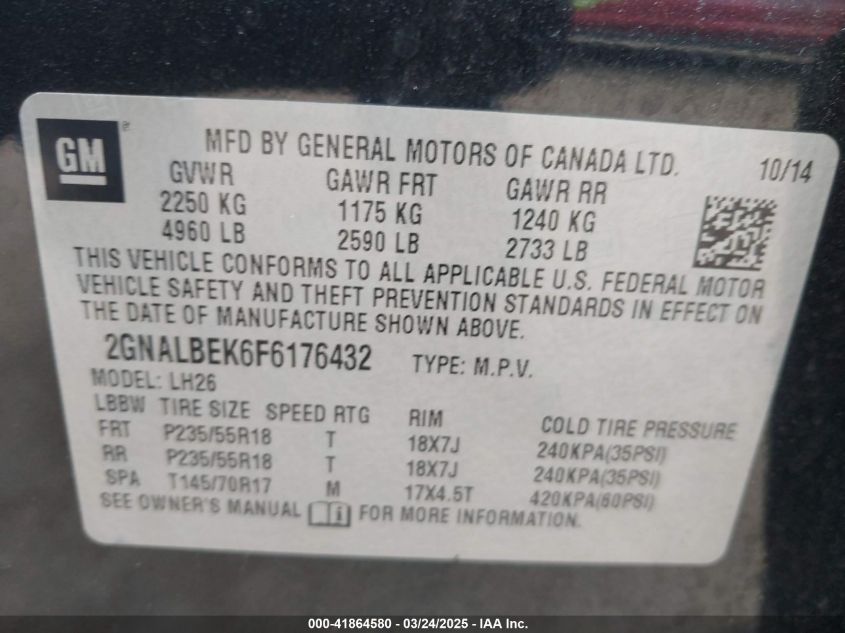 GM ®
MFD BY GENERAL MOTORS OF CANADA LTD. 10/14
GVWR GAWR FRT GAWR RR
2250 KG 1175 KG 1240 KG
4960 LB 2590 LB 2733 LB
THIS VEHICLE CONFORMS TO ALL APPLICABLE U.S. FEDERAL MOTOR
VEHICLE SAFETY AND THEFT PREVENTION STANDARDS IN EFFECT ON
THE DATE OF MANUFACTURE SHOWN ABOVE.
2GNALBEK6F6176432 TYPE: M.P.V.
MODEL: LH26
LBBW TIRE SIZE SPEED RTG RIM COLD TIRE PRESSURE
FRT P235/55R18 T 18X7J 240KPA(35PSI)
RR P235/55R18 T 18X7J 240KPA(35PSI)
SPA T145/70R17 M 17X4.5T 420KPA(60PSI)
SEE OWNER'S MANUAL i FOR MORE INFORMATION.
000-41864580 - 03/24/2025 - IAA Inc.